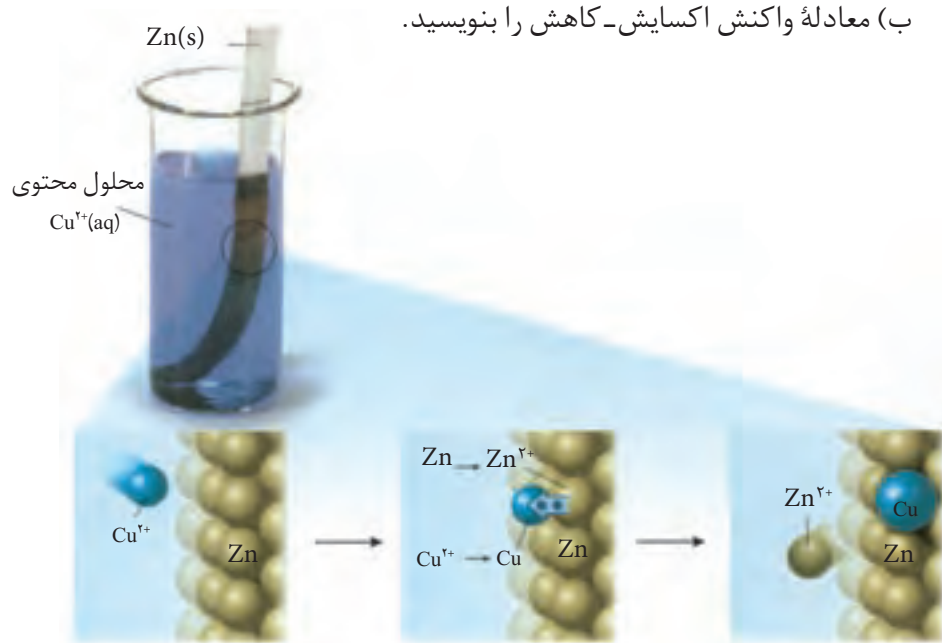 ب) معادلهٔ واکنش اکسایش ـ کاهش را بنویسید.
Zn(s)
محلول محتوی
Cu²⁺(aq)
Cu²⁺
Zn
Zn → Zn²⁺
Cu²⁺ → Cu
Zn
Zn²⁺
Cu
Zn